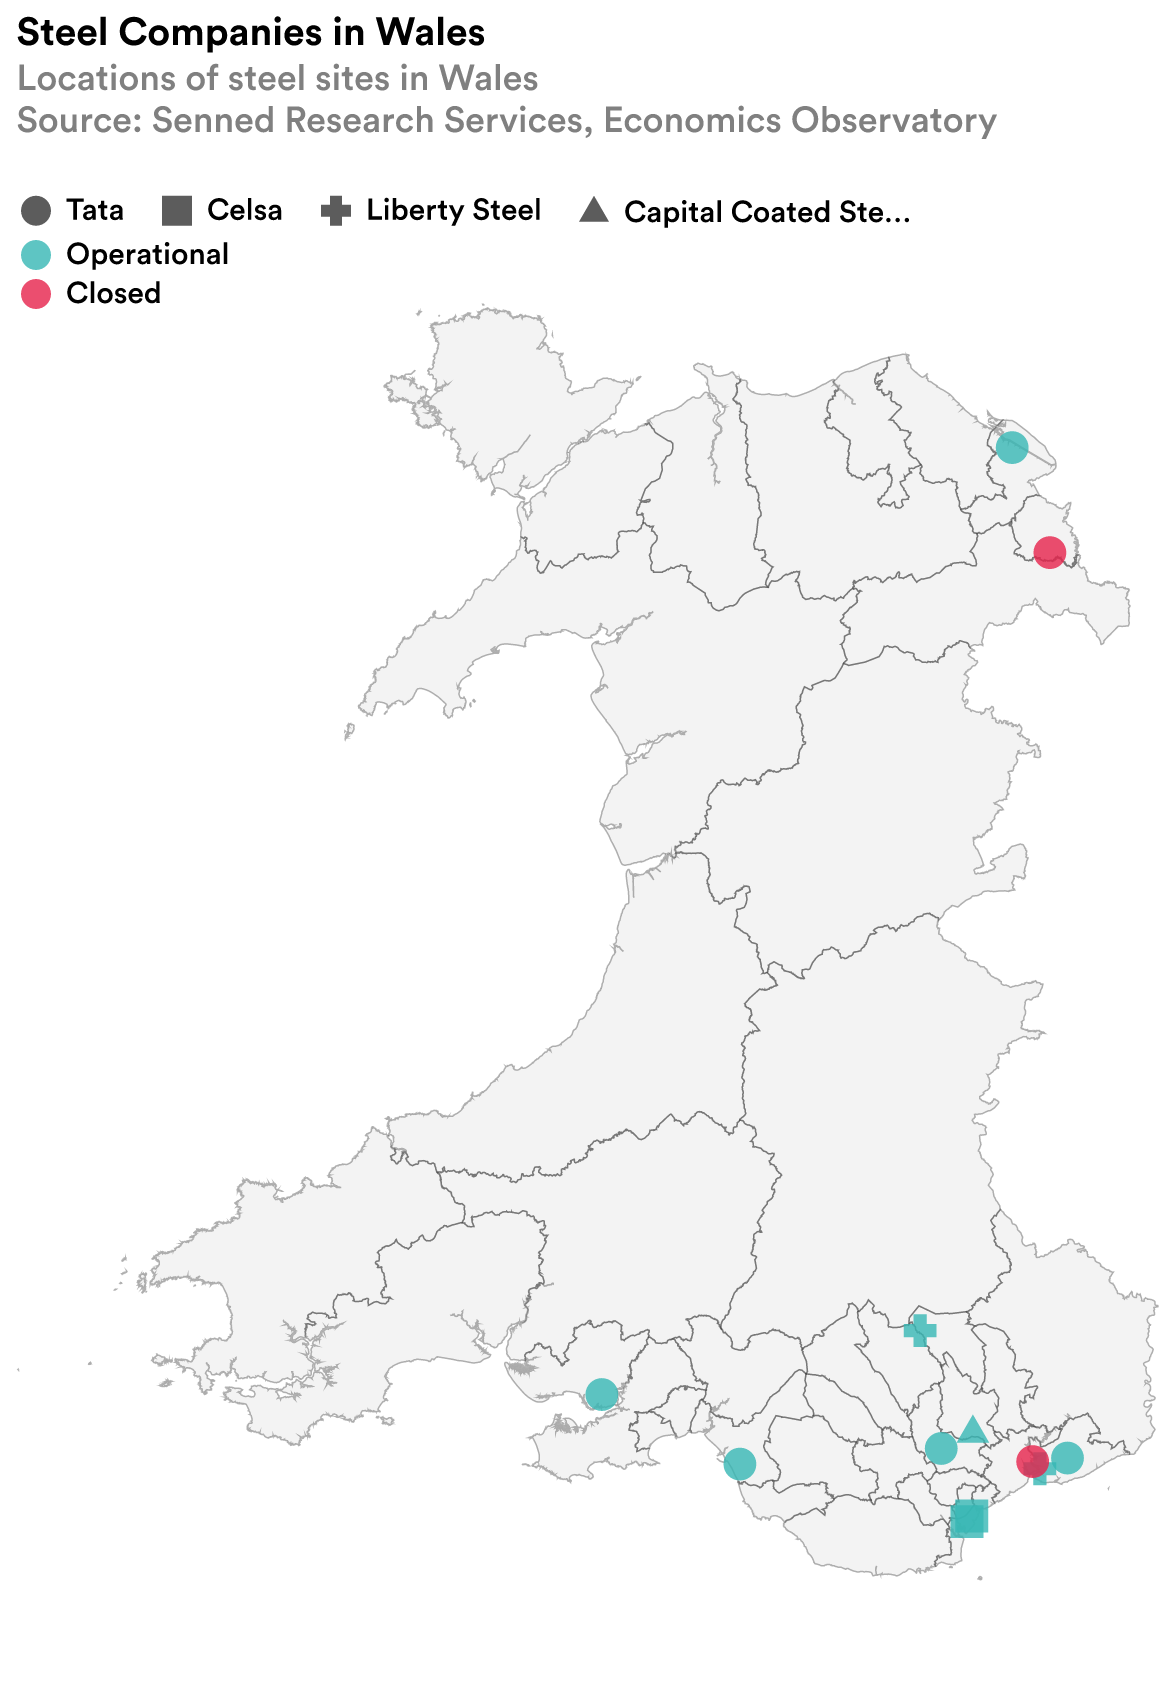 Steel Companies in Wales
Locations of steel sites in Wales
Source: Senned Research Services, Economics Observatory
Tata Celsa Liberty Steel Capital Coated Ste...
Operational
Closed